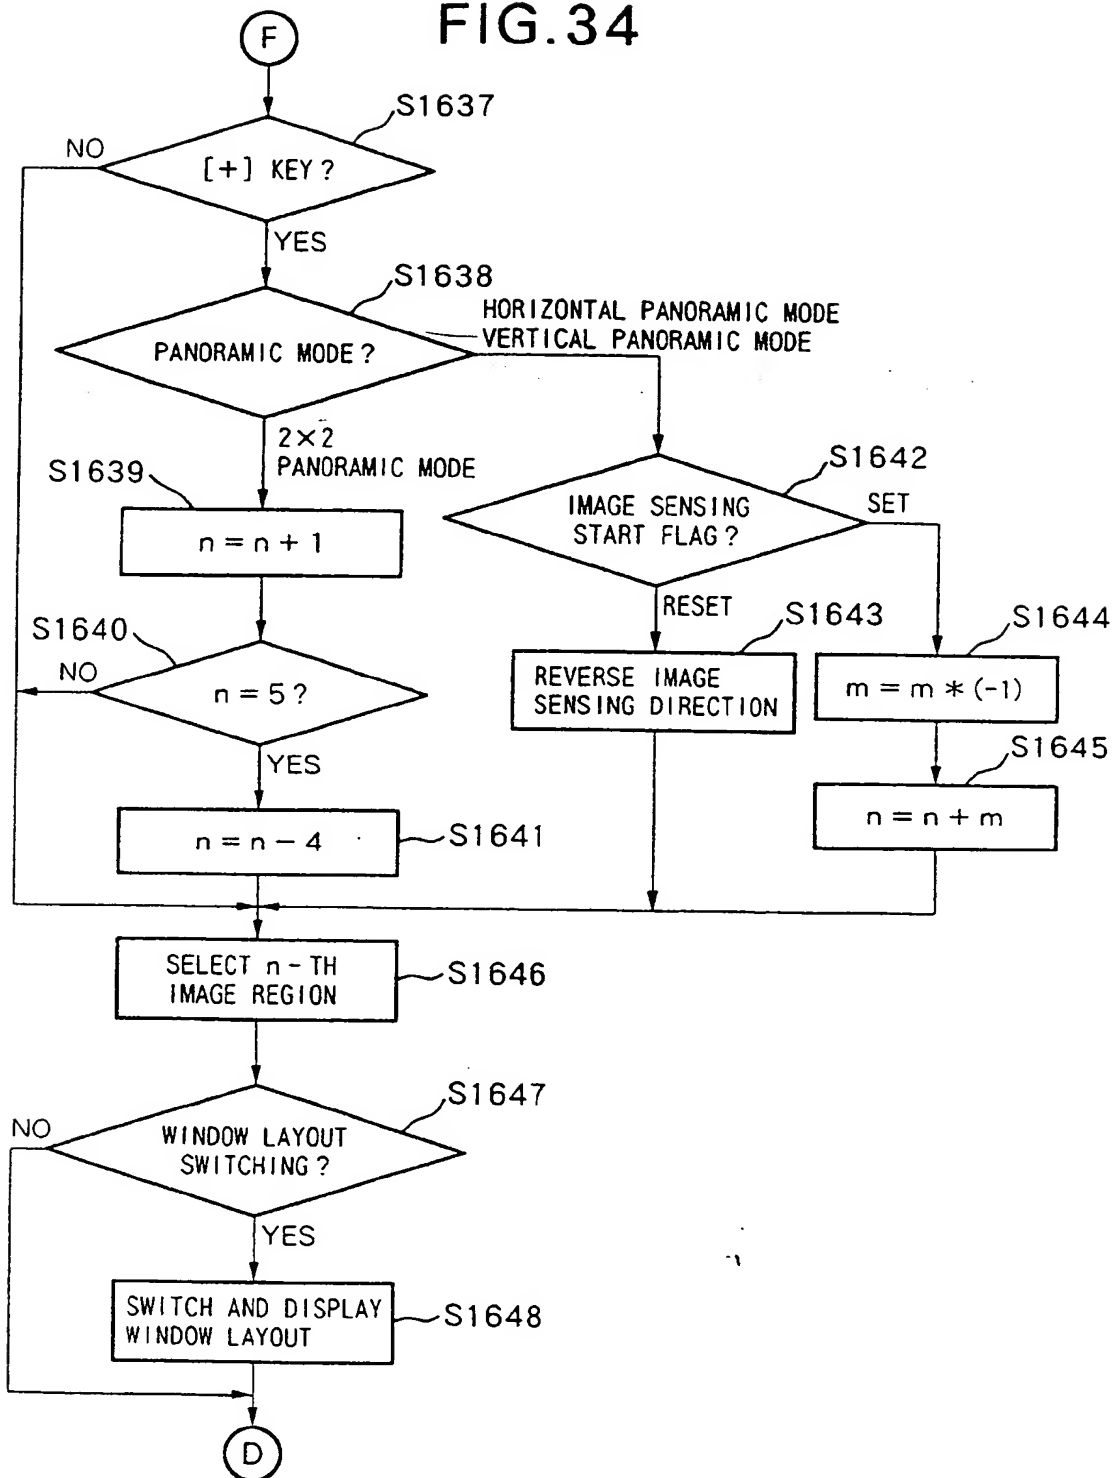 FIG.34
F
S1637
NO
[+] KEY?
YES
S1638
HORIZONTAL PANORAMIC MODE
VERTICAL PANORAMIC MODE
PANORAMIC MODE?
2×2
PANORAMIC MODE
S1639
n = n + 1
S1642
IMAGE SENSING
START FLAG?
SET
RESET
S1640
NO
n = 5?
YES
S1643
REVERSE IMAGE
SENSING DIRECTION
S1644
m = m * (-1)
S1645
n = n + m
n = n - 4
S1641
SELECT n-TH
IMAGE REGION
S1646
S1647
NO
WINDOW LAYOUT
SWITCHING?
YES
SWITCH AND DISPLAY
WINDOW LAYOUT
S1648
D